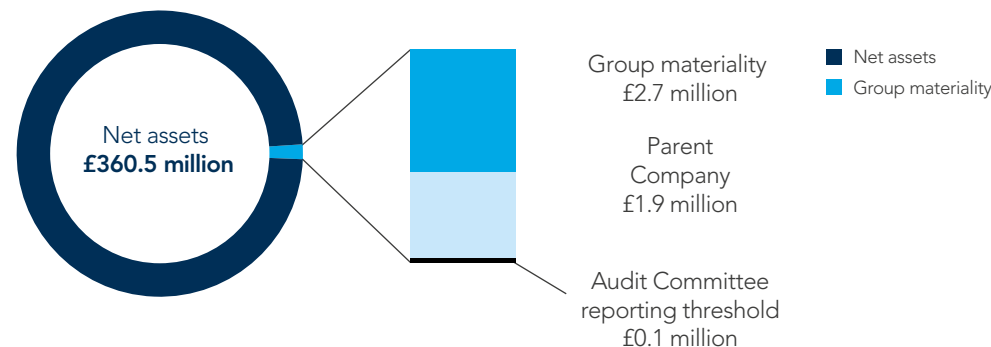 Net assets
£360.5 million
Group materiality
£2.7 million
Parent
Company
£1.9 million
Audit Committee
reporting threshold
£0.1 million
Net assets
Group materiality